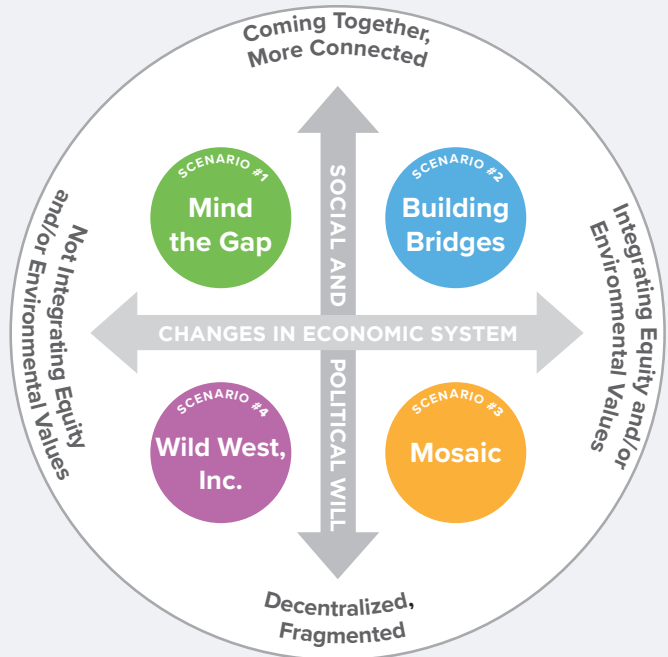 Coming Together,
More Connected
SCENARIO #1
Mind
the Gap
SCENARIO #2
Building
Bridges
Not Integrating Equity
and/or Environmental Values
Integrating Equity and/or
Environmental Values
SOCIAL AND POLITICAL WILL
CHANGES IN ECONOMIC SYSTEM
SCENARIO #4
Wild West,
Inc.
SCENARIO #3
Mosaic
Decentralized,
Fragmented